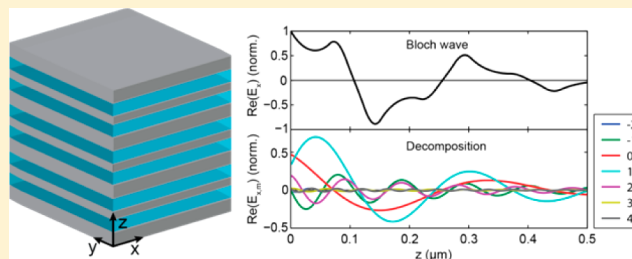 Bloch wave
Re(Eₓ) (norm.)
1
0.5
0
-0.5
-1
Decomposition
Re(Eₓ,ₘ) (norm.)
0.5
0
-0.5
0
0.1
0.2
0.3
0.4
0.5
z (μm)
0
1
2
3
4
z
y
x